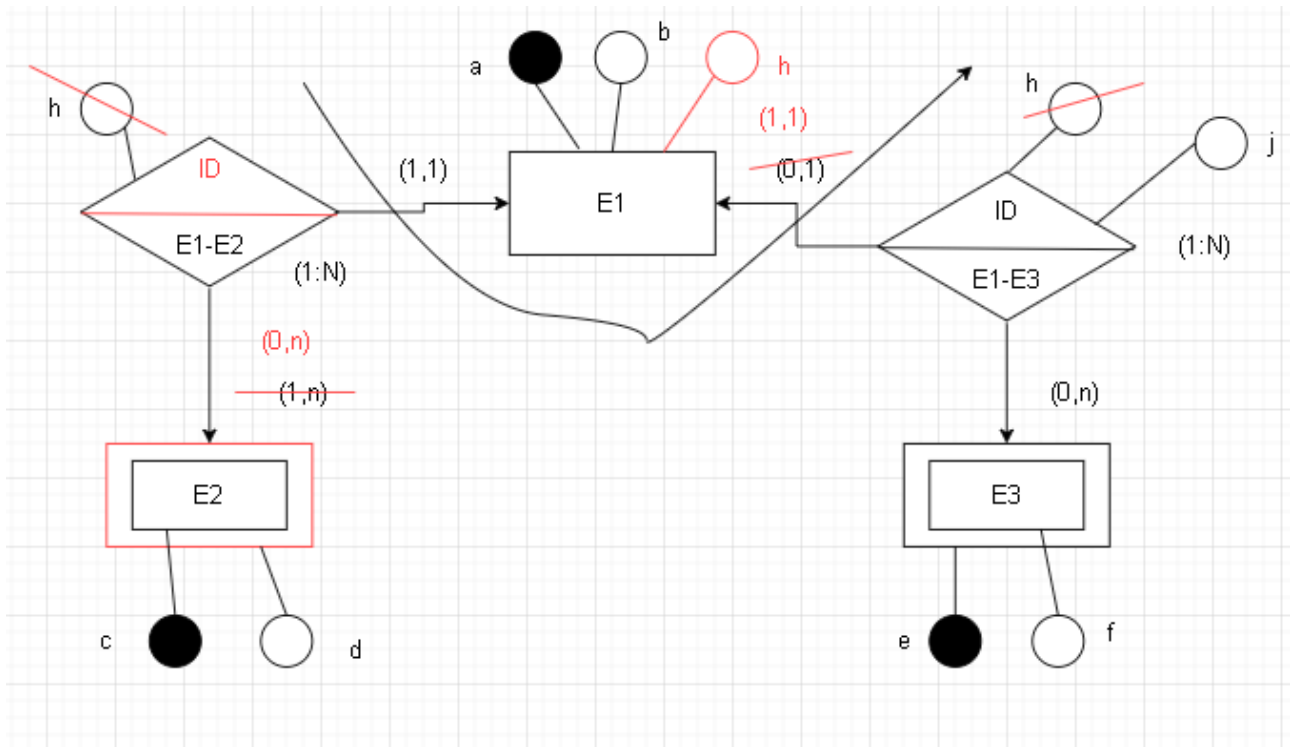 b
a
h
h
h
(1,1)
j
ID
(1,1)
(0,1)
E1
ID
E1-E2
(1:N)
(1:N)
E1-E3
(0,n)
(1,n)
(0,n)
E2
E3
c
d
e
f